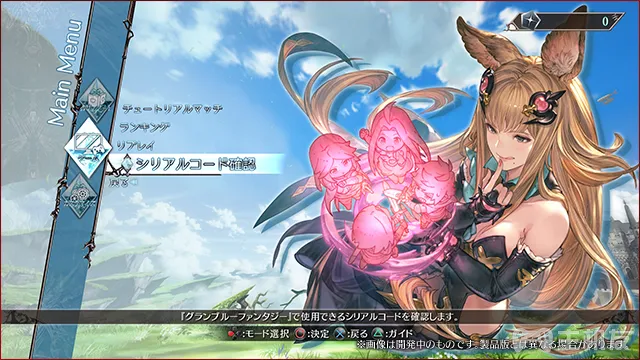 Main Menu
0
チュートリアルマッチ
ランキング
リプレイ
シリアルコード確認
戻る
『グランブルーファンタジー』で使用できるシリアルコードを確認します。
:モード選択 :決定 :戻る :ガイド
※画像は開発中のものです 製品版とは異なる場合があります。